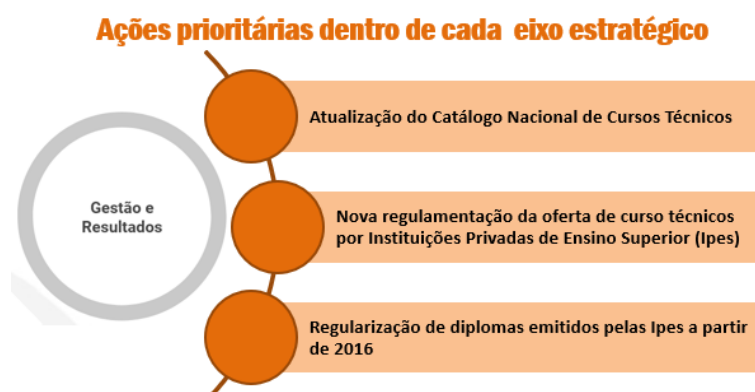 Ações prioritárias dentro de cada eixo estratégico
Gestão e
Resultados
Atualização do Catálogo Nacional de Cursos Técnicos
Nova regulamentação da oferta de curso técnicos
por Instituições Privadas de Ensino Superior (Ipes)
Regularização de diplomas emitidos pelas Ipes a partir
de 2016